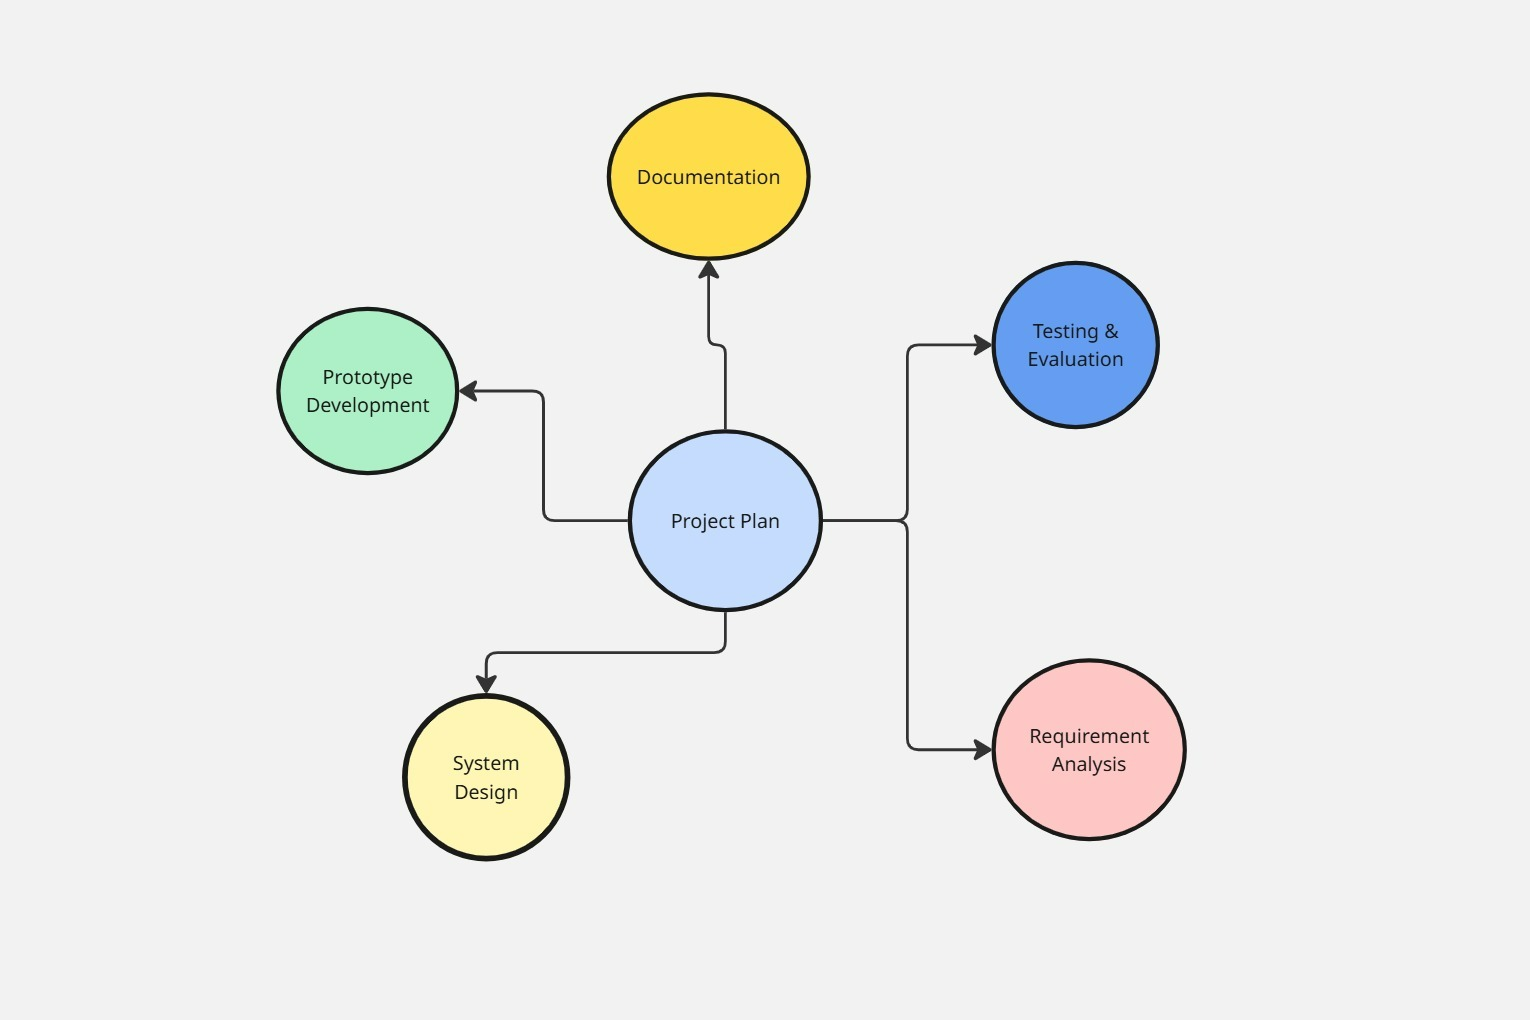 Documentation
Testing &
Evaluation
Prototype
Development
Project Plan
Requirement
Analysis
System
Design